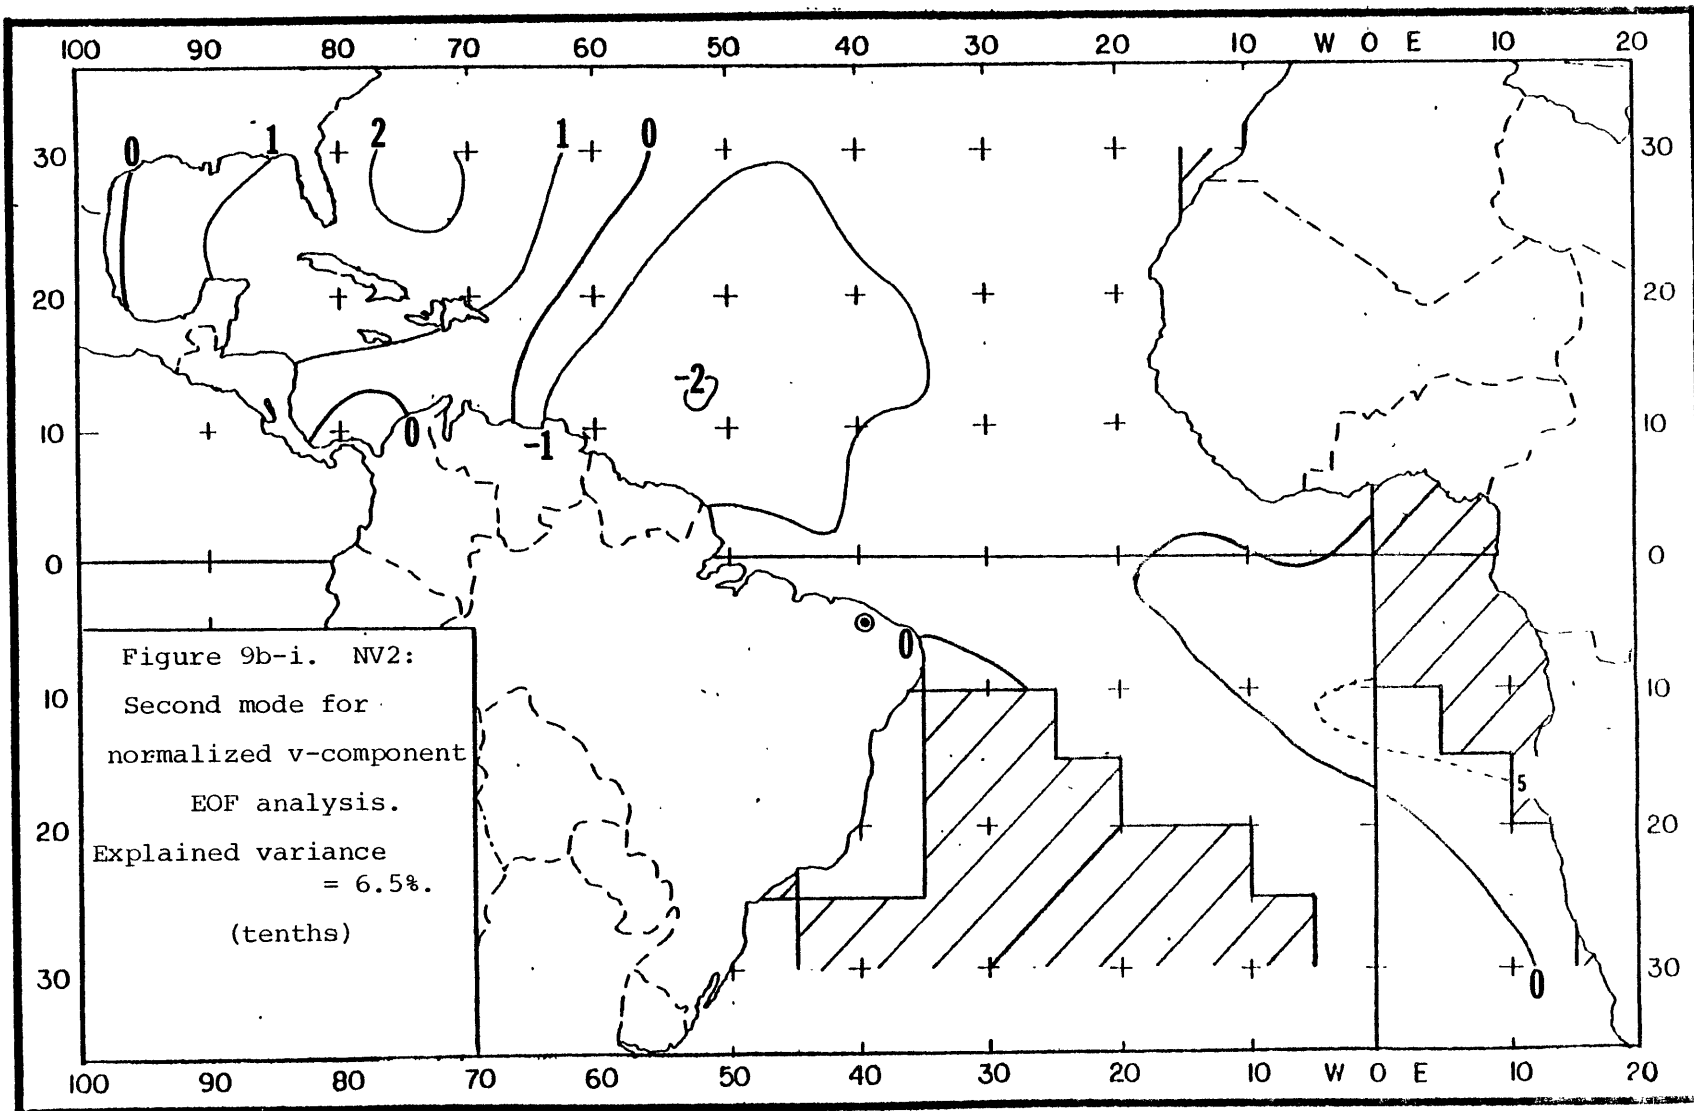 100 90 80 70 60 50 40 30 20 10 W O E 10 20
0 1 2 1 0
30 30
20 20
-2
10 0 -1 10
0 0
0
Figure 9b-i. NV2:
Second mode for
normalized v-component
EOF analysis.
Explained variance
= 6.5%.
(tenths)
10 10
5
20 20
30 0 30
100 90 80 70 60 50 40 30 20 10 W O E 10 20